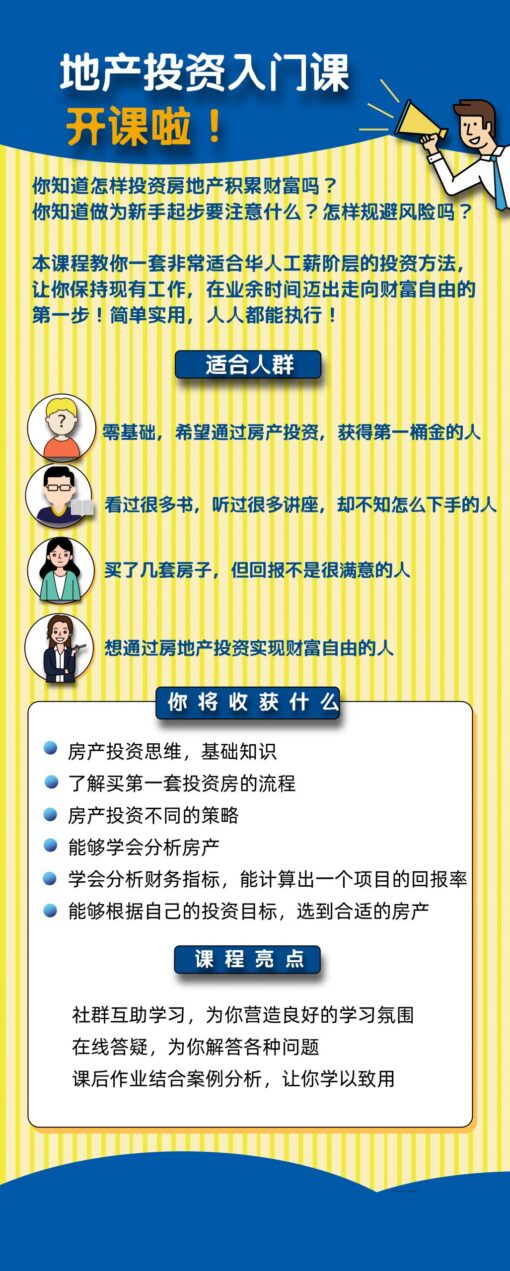 地产投资入门课
开课啦！
你知道怎样投资房地产积累财富吗？
你知道做为新手起步要注意什么？怎样规避风险吗？
本课程教你一套非常适合华人工薪阶层的投资方法，
让你保持现有工作，在业余时间迈出走向财富自由的
第一步！简单实用，人人都能执行！
适合人群
?
零基础，希望通过房产投资，获得第一桶金的人
看过很多书，听过很多讲座，却不知怎么下手的人
买了几套房子，但回报不是很满意的人
想通过房地产投资实现财富自由的人
你将收获什么
房产投资思维，基础知识
了解买第一套投资房的流程
房产投资不同的策略
能够学会分析房产
学会分析财务指标，能计算出一个项目的回报率
能够根据自己的投资目标，选到合适的房产
课程亮点
社群互助学习，为你营造良好的学习氛围
在线答疑，为你解答各种问题
课后作业结合案例分析，让你学以致用